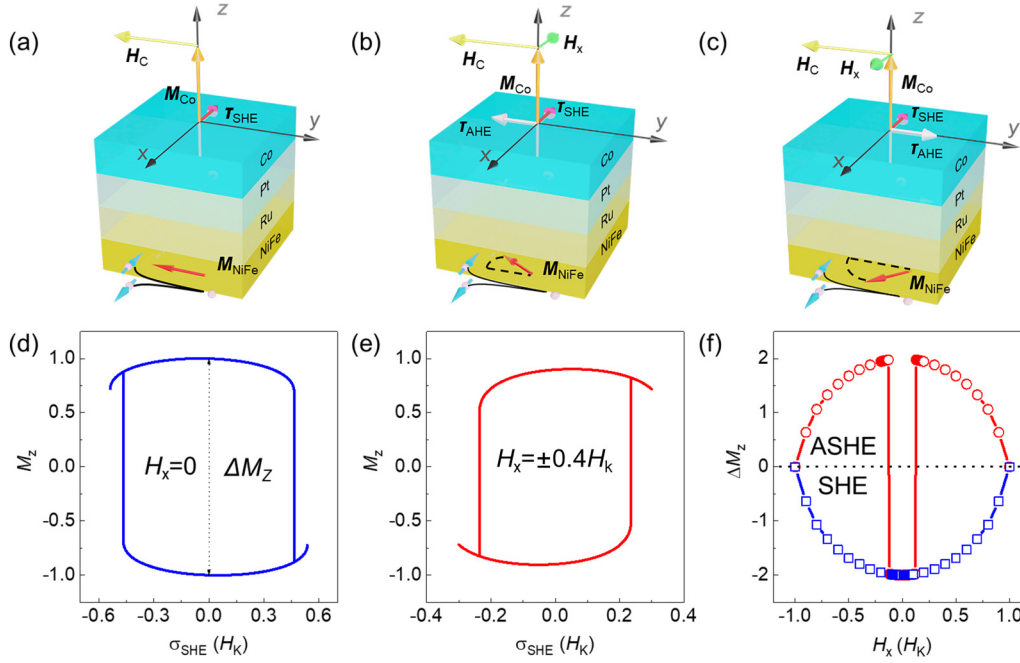 (a)
z
H_C
M_Co
τ_SHE
y
x
Co
Pt
Ru
NiFe
M_NiFe
(b)
z
H_x
H_C
M_Co
τ_SHE
τ_AHE
y
x
Co
Pt
Ru
NiFe
M_NiFe
(c)
z
H_C
H_x
M_Co
τ_SHE
y
τ_AHE
x
Co
Pt
Ru
NiFe
M_NiFe
(d)
1.0
0.5
0.0
-0.5
-1.0
M_z
H_x=0
ΔM_Z
-0.6 -0.3 0.0 0.3 0.6
σ_SHE (H_K)
(e)
1.0
0.5
0.0
-0.5
-1.0
M_z
H_x=±0.4H_k
-0.4 -0.2 0.0 0.2 0.4
σ_SHE (H_K)
(f)
2
1
0
-1
-2
ΔM_z
ASHE
SHE
-1.0 -0.5 0.0 0.5 1.0
H_x (H_K)